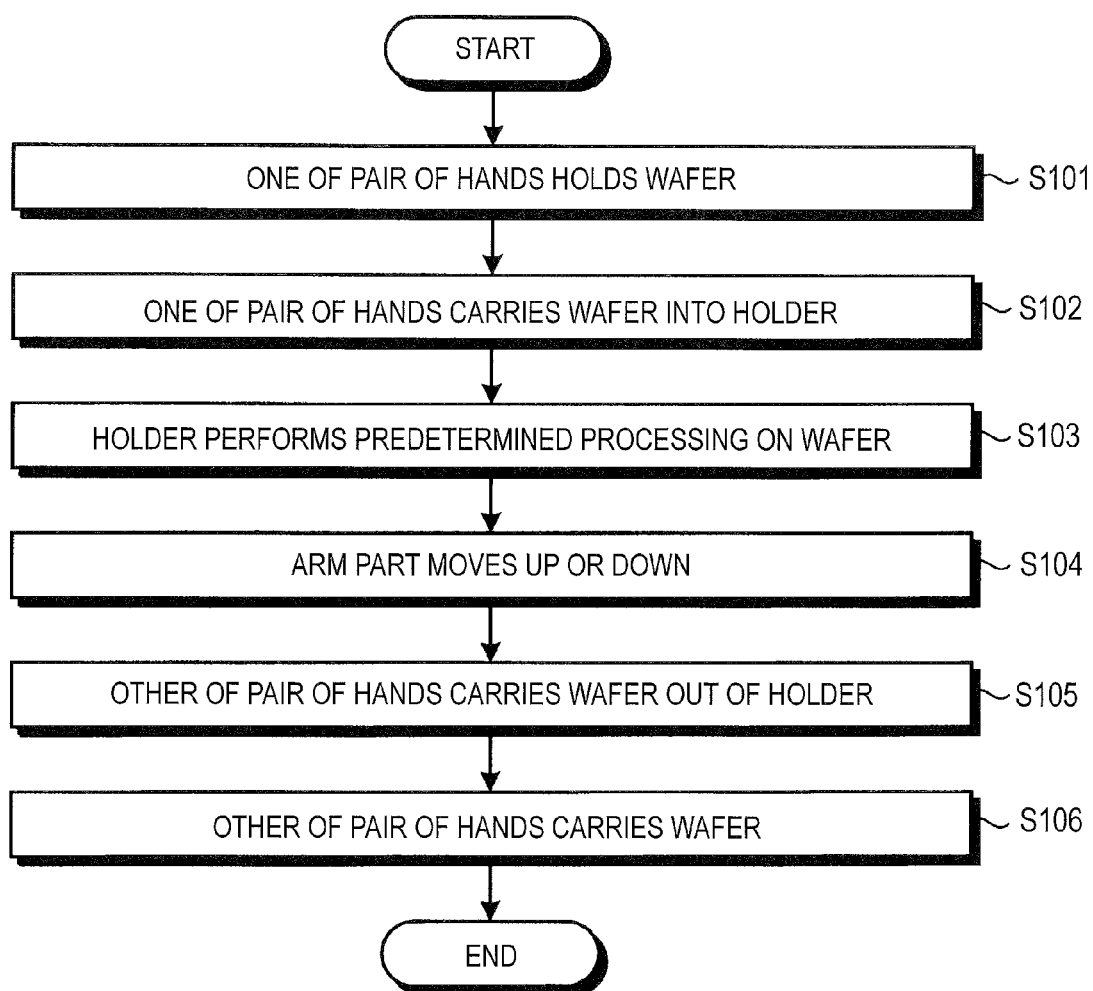 START
ONE OF PAIR OF HANDS HOLDS WAFER
S101
ONE OF PAIR OF HANDS CARRIES WAFER INTO HOLDER
S102
HOLDER PERFORMS PREDETERMINED PROCESSING ON WAFER
S103
ARM PART MOVES UP OR DOWN
S104
OTHER OF PAIR OF HANDS CARRIES WAFER OUT OF HOLDER
S105
OTHER OF PAIR OF HANDS CARRIES WAFER
S106
END